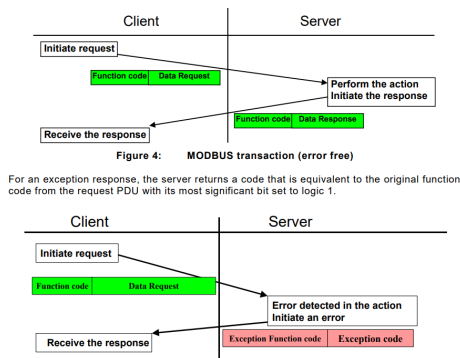 Client
Server
Initiate request
Function code Data Request
Perform the action
Initiate the response
Function code Data Response
Receive the response
Figure 4: MODBUS transaction (error free)
For an exception response, the server returns a code that is equivalent to the original function
code from the request PDU with its most significant bit set to logic 1.
Client
Server
Initiate request
Function code Data Request
Error detected in the action
Initiate an error
Exception Function code Exception code
Receive the response